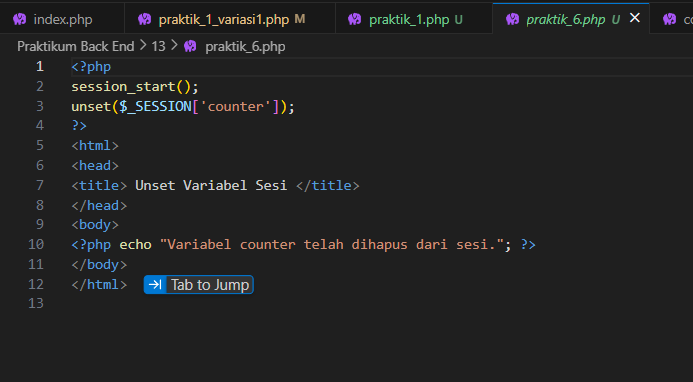 index.php praktik_1_variasi1.php M praktik_1.php U praktik_6.php U
Praktikum Back End > 13 > praktik_6.php
1 <?php
2 session_start();
3 unset($_SESSION['counter']);
4 ?>
5 <html>
6 <head>
7 <title> Unset Variabel Sesi </title>
8 </head>
9 <body>
10 <?php echo "Variabel counter telah dihapus dari sesi."; ?>
11 </body>
12 </html> Tab to Jump
13